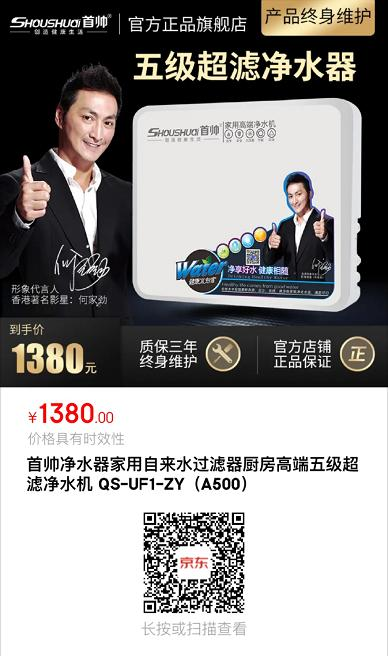 SHOUSHUAI首帅®
创造健康生活
官方正品旗舰店
产品终身维护
五级超滤净水器
SHOUSHUAI首帅®
创造健康生活
家用高端净水机
Water
净享好水 健康相随
Healthy life comes from good water
形象代言人
香港著名影星：何家劲
到手价
1380元
质保三年
终身维护
官方店铺
正品保证
正
¥1380.00
价格具有时效性
首帅净水器家用自来水过滤器厨房高端五级超
滤净水机 QS-UF1-ZY（A500）
京东
长按或扫描查看